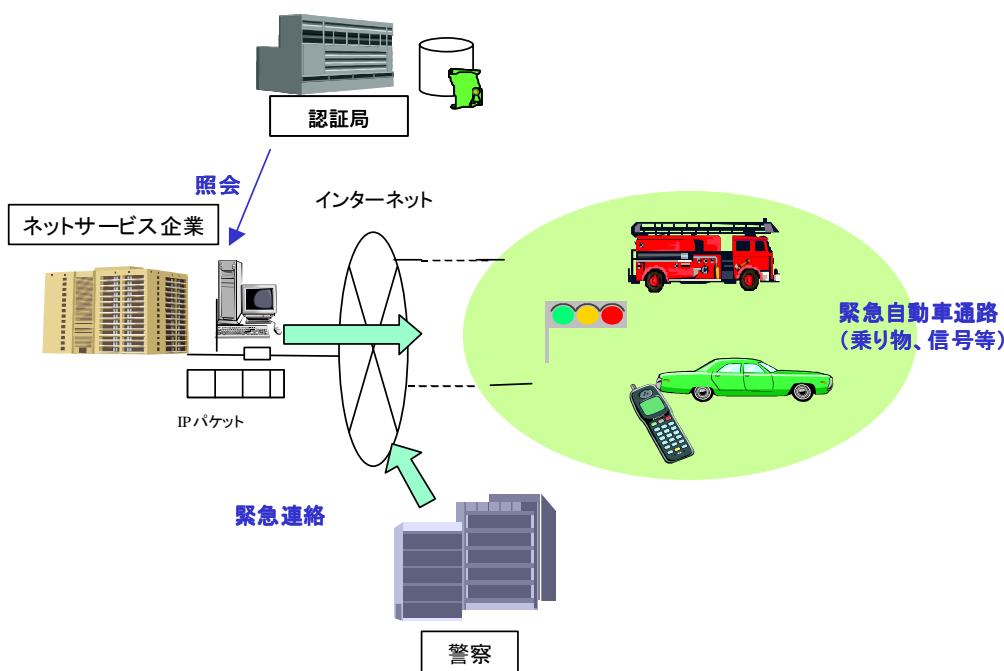 認証局
照会
インターネット
ネットサービス企業
緊急自動車通路
(乗り物、信号等)
IPパケット
緊急連絡
警察